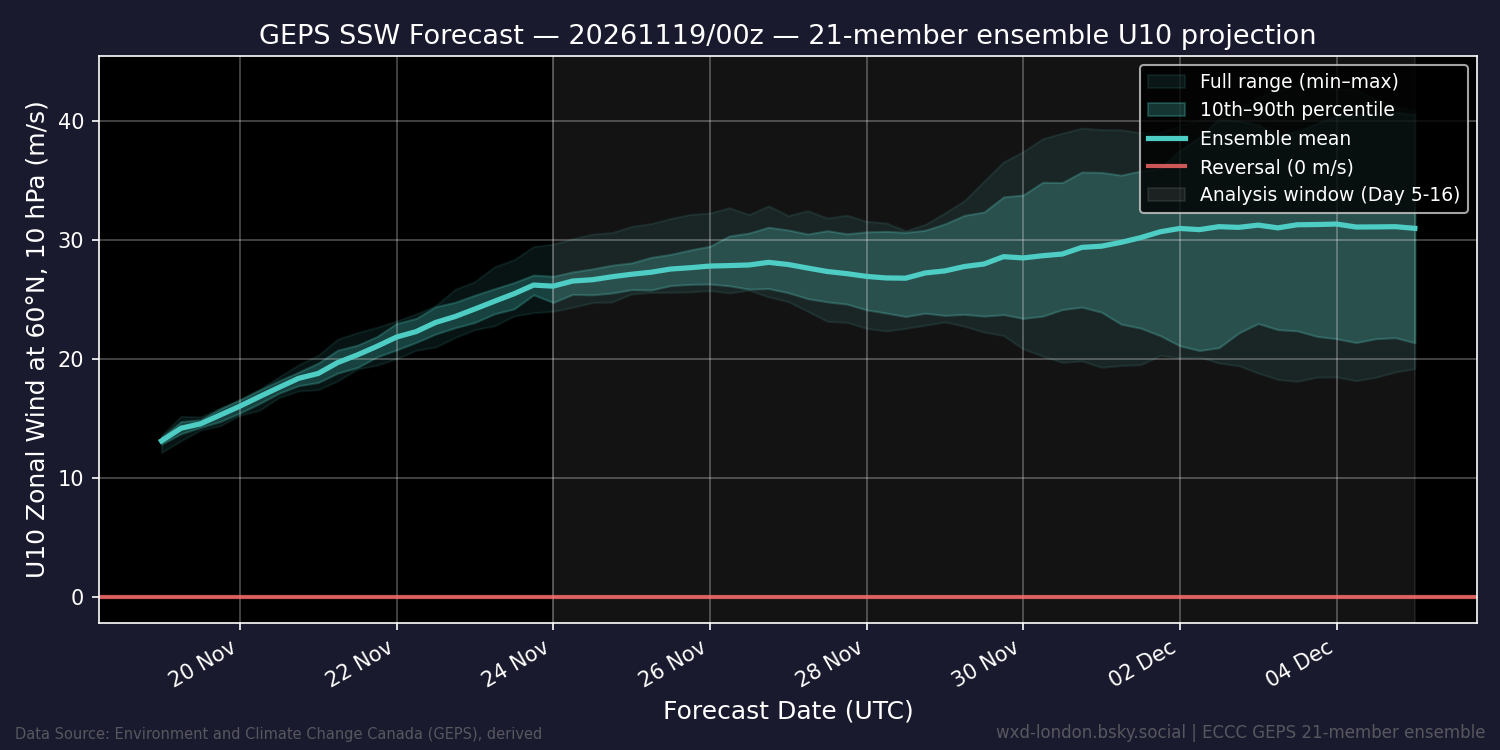 GEPS SSW Forecast — 20261119/00z — 21-member ensemble U10 projection
Full range (min–max)
10th–90th percentile
Ensemble mean
Reversal (0 m/s)
Analysis window (Day 5-16)
U10 Zonal Wind at 60°N, 10 hPa (m/s)
40
30
20
10
0
20 Nov
22 Nov
24 Nov
26 Nov
28 Nov
30 Nov
02 Dec
04 Dec
Forecast Date (UTC)
Data Source: Environment and Climate Change Canada (GEPS), derived
wxd-london.bsky.social | ECCC GEPS 21-member ensemble